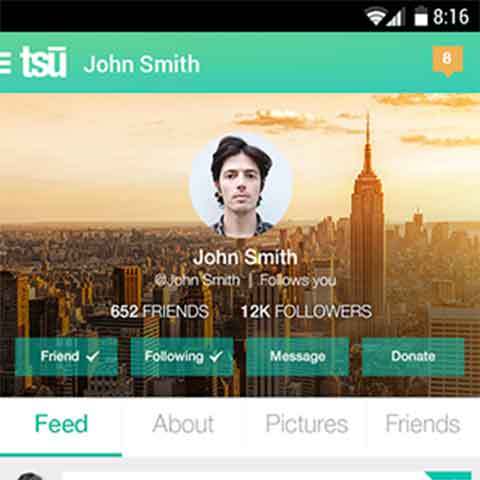 8:16
tsū John Smith
8
John Smith
@John Smith | Follows you
652 FRIENDS 12K FOLLOWERS
Friend ✓ Following ✓ Message Donate
Feed About Pictures Friends